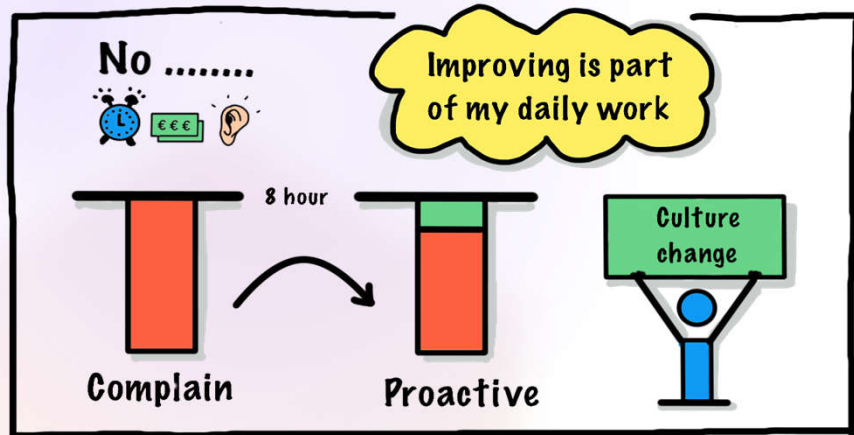 No ........
Improving is part
of my daily work
€€€
8 hour
Culture
change
Complain
Proactive